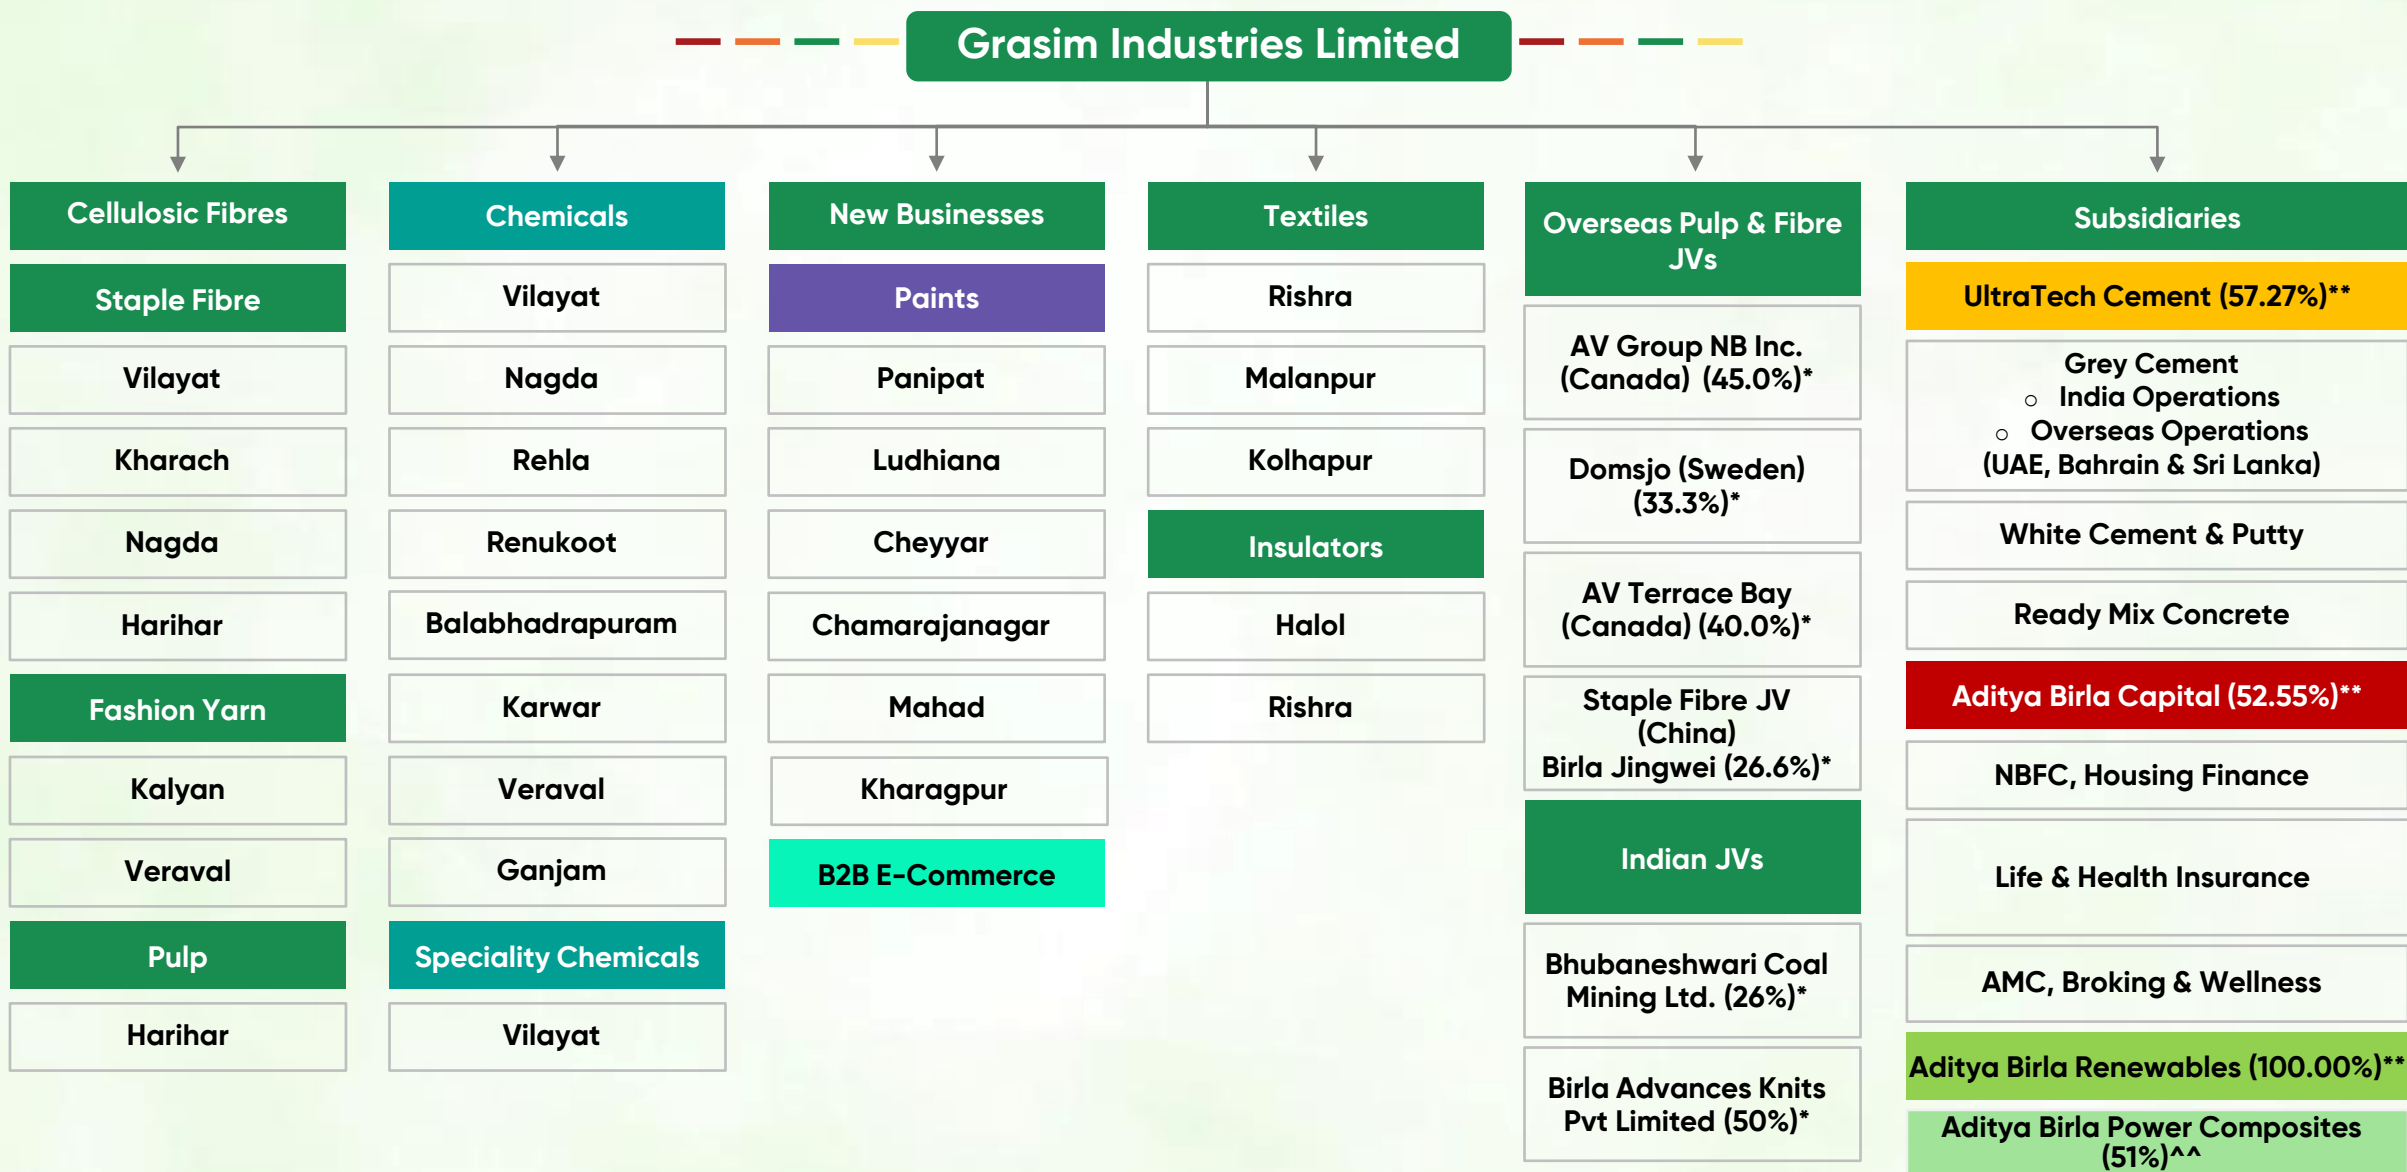 Grasim Industries Limited
Cellulosic Fibres
Staple Fibre
Vilayat
Kharach
Nagda
Harihar
Fashion Yarn
Kalyan
Veraval
Pulp
Harihar
Chemicals
Vilayat
Nagda
Rehla
Renukoot
Balabhadrapuram
Karwar
Veraval
Ganjam
Speciality Chemicals
Vilayat
New Businesses
Paints
Panipat
Ludhiana
Cheyyar
Chamarajanagar
Mahad
Kharagpur
B2B E-Commerce
Textiles
Rishra
Malanpur
Kolhapur
Insulators
Halol
Rishra
Overseas Pulp & Fibre
JVs
AV Group NB Inc.
(Canada) (45.0%)*
Domsjo (Sweden)
(33.3%)*
AV Terrace Bay
(Canada) (40.0%)*
Staple Fibre JV
(China)
Birla Jingwei (26.6%)*
Indian JVs
Bhubaneshwari Coal
Mining Ltd. (26%)*
Birla Advances Knits
Pvt Limited (50%)*
Subsidiaries
UltraTech Cement (57.27%)**
Grey Cement
○ India Operations
○ Overseas Operations
(UAE, Bahrain & Sri Lanka)
White Cement & Putty
Ready Mix Concrete
Aditya Birla Capital (52.55%)**
NBFC, Housing Finance
Life & Health Insurance
AMC, Broking & Wellness
Aditya Birla Renewables (100.00%)**
Aditya Birla Power Composites
(51%)^^